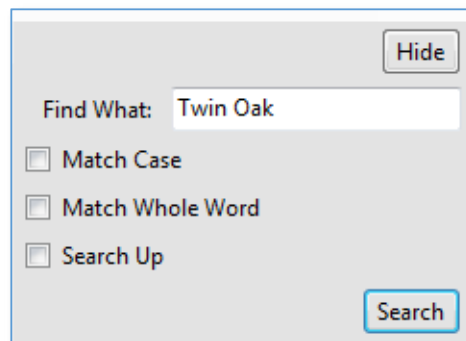 Hide
Find What: Twin Oak
Match Case
Match Whole Word
Search Up
Search